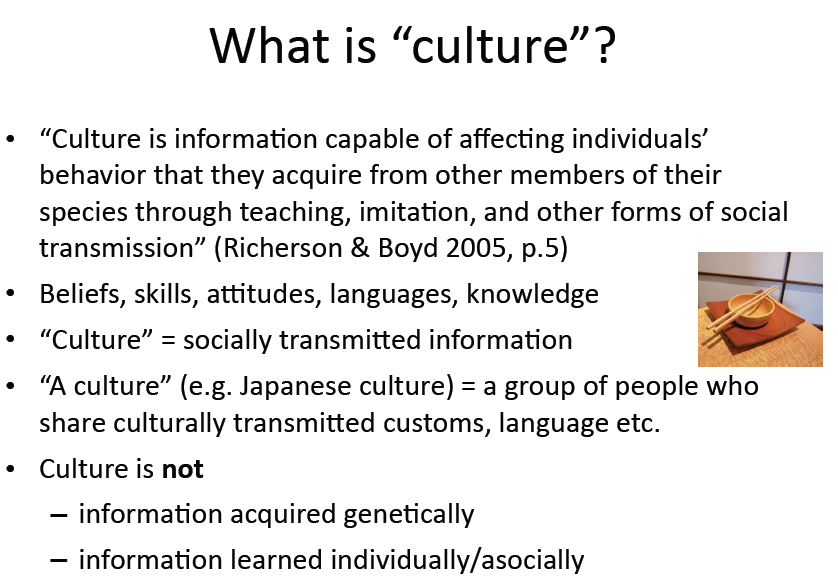 What is “culture”?
• “Culture is information capable of affecting individuals’
behavior that they acquire from other members of their
species through teaching, imitation, and other forms of social
transmission” (Richerson & Boyd 2005, p.5)
• Beliefs, skills, attitudes, languages, knowledge
• “Culture” = socially transmitted information
• “A culture” (e.g. Japanese culture) = a group of people who
share culturally transmitted customs, language etc.
• Culture is not
– information acquired genetically
– information learned individually/asocially